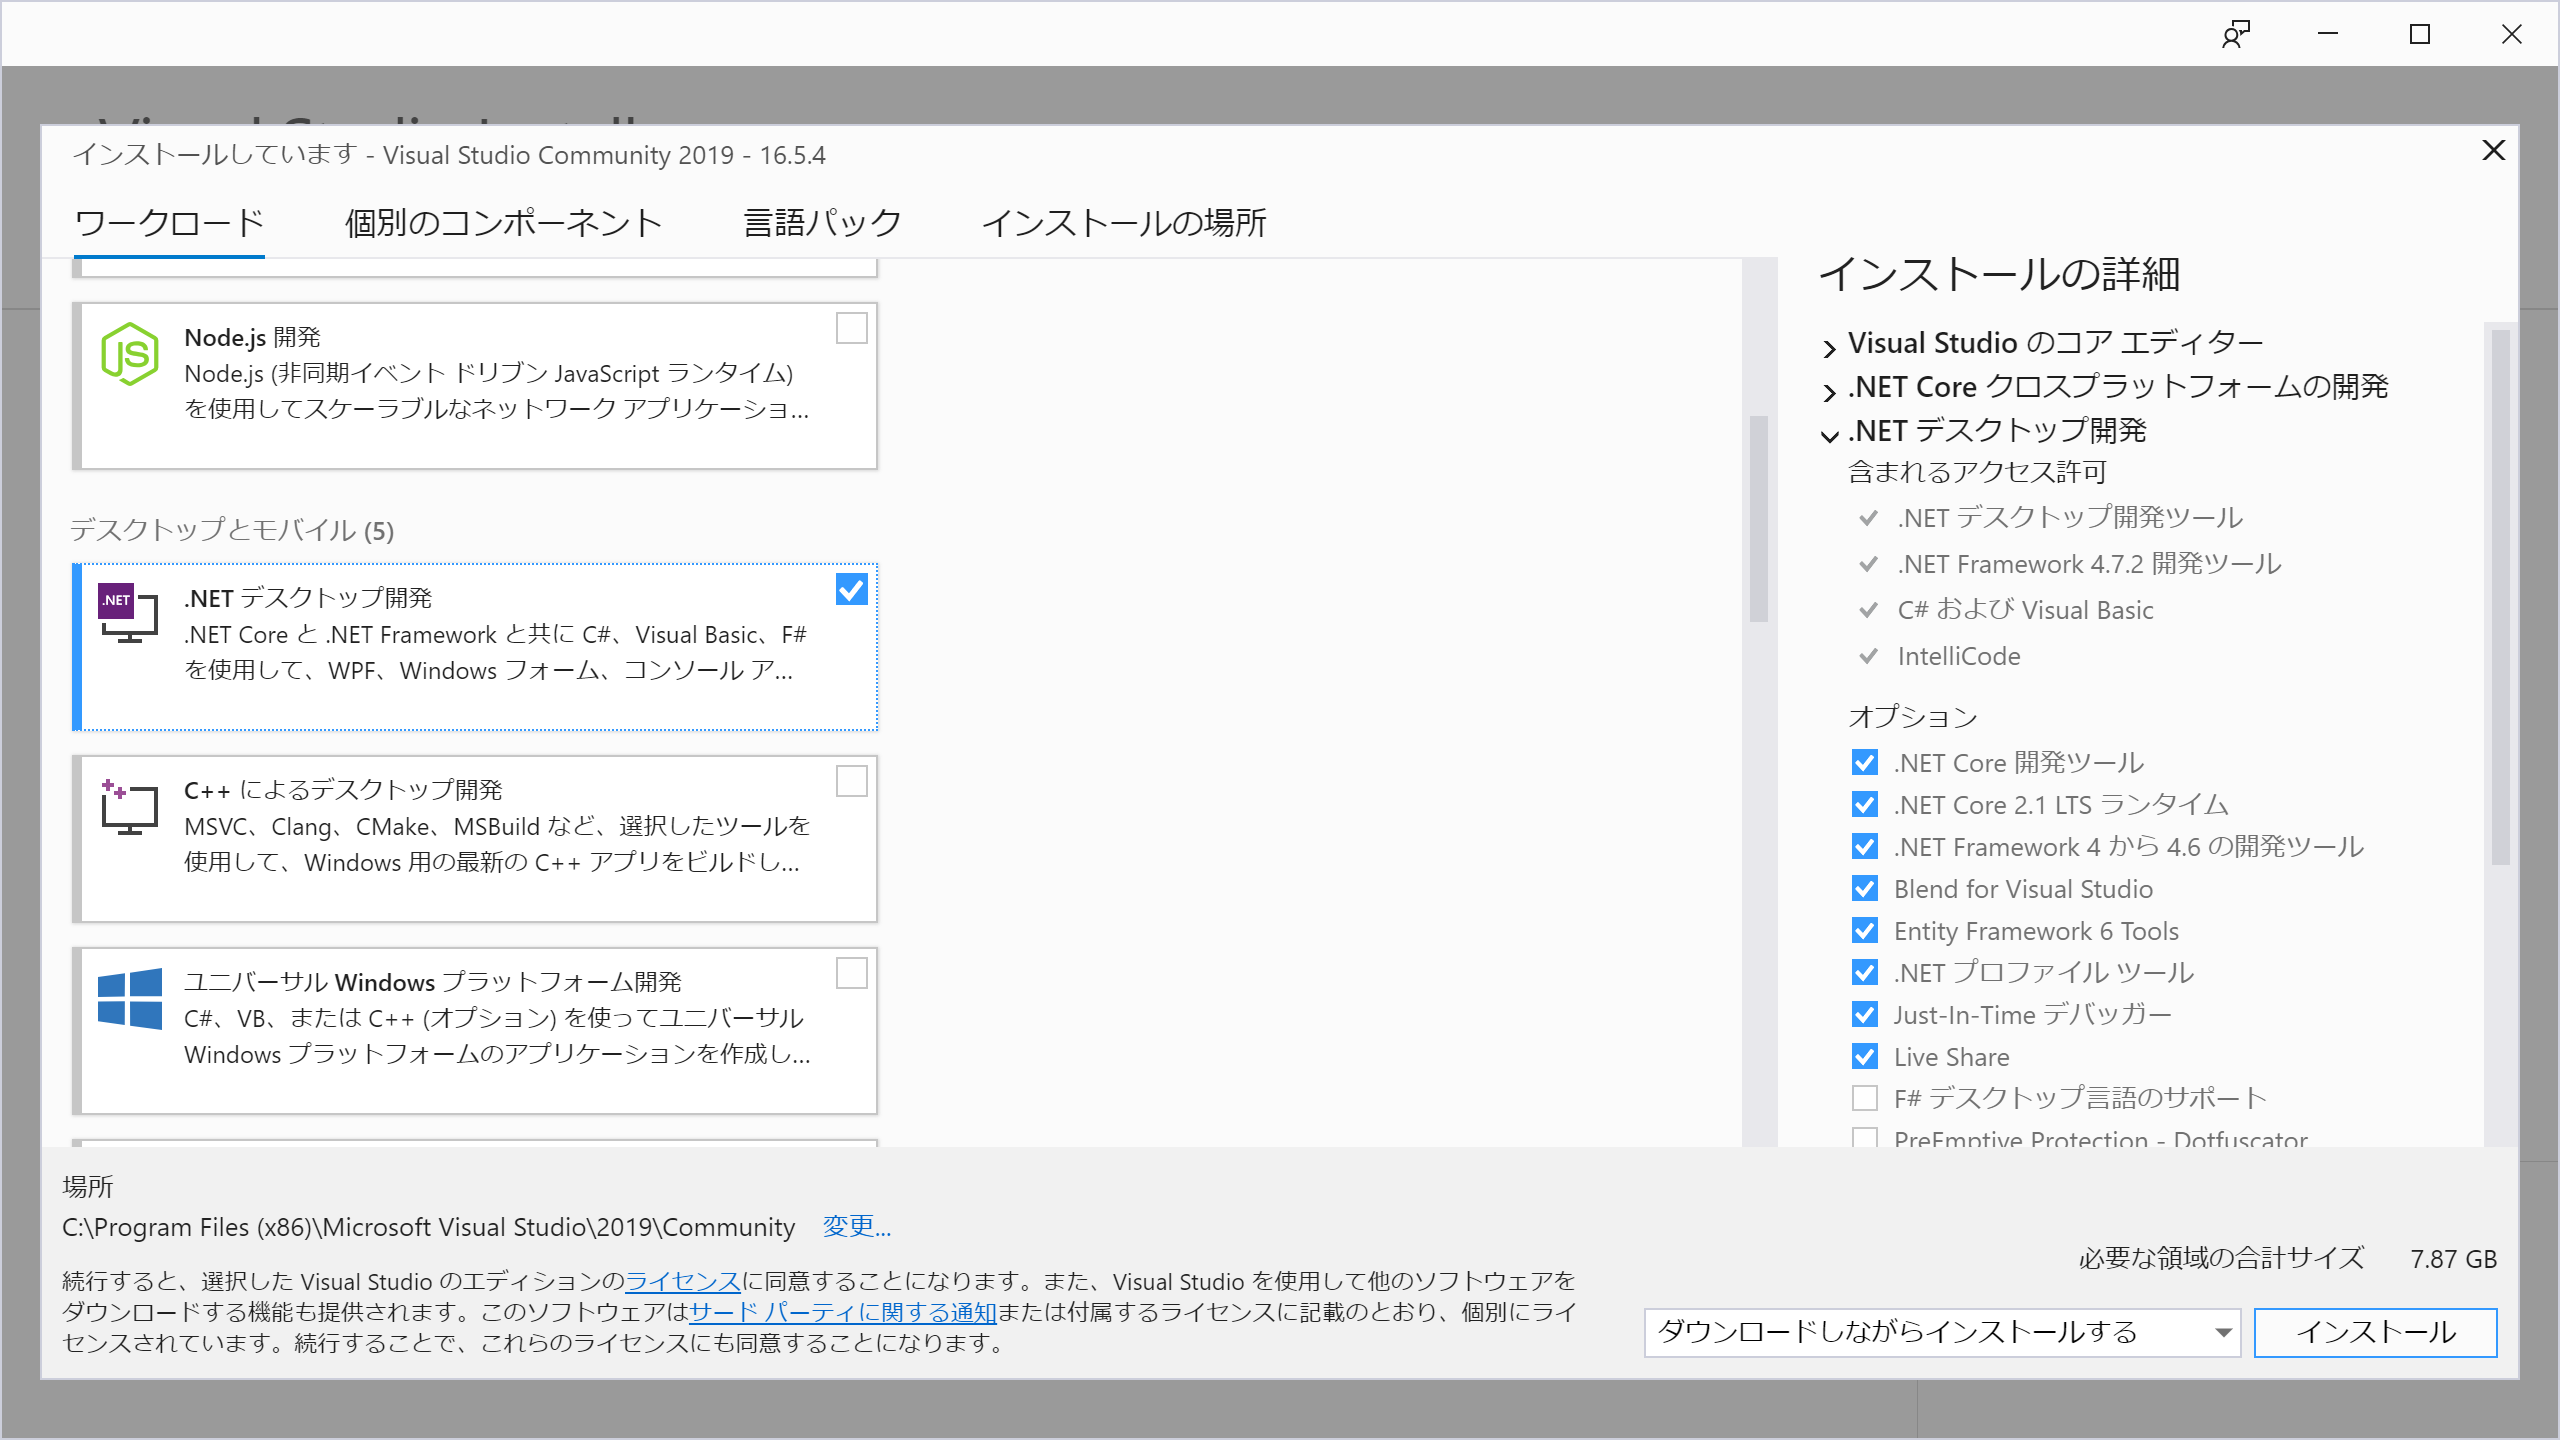 インストールしています - Visual Studio Community 2019 - 16.5.4
ワークロード
個別のコンポーネント
言語パック
インストールの場所
JS
Node.js 開発
Node.js (非同期イベント ドリブン JavaScript ランタイム)
を使用してスケーラブルなネットワーク アプリケーショ...
デスクトップとモバイル (5)
.NET
.NET デスクトップ開発
.NET Core と .NET Framework と共に C#、Visual Basic、F#
を使用して、WPF、Windows フォーム、コンソール ア...
C++ によるデスクトップ開発
MSVC、Clang、CMake、MSBuild など、選択したツールを
使用して、Windows 用の最新の C++ アプリをビルドし...
ユニバーサル Windows プラットフォーム開発
C#、VB、または C++ (オプション) を使ってユニバーサル
Windows プラットフォームのアプリケーションを作成し...
インストールの詳細
Visual Studio のコア エディター
.NET Core クロスプラットフォームの開発
.NET デスクトップ開発
含まれるアクセス許可
.NET デスクトップ開発ツール
.NET Framework 4.7.2 開発ツール
C# および Visual Basic
IntelliCode
オプション
.NET Core 開発ツール
.NET Core 2.1 LTS ランタイム
.NET Framework 4 から 4.6 の開発ツール
Blend for Visual Studio
Entity Framework 6 Tools
.NET プロファイル ツール
Just-In-Time デバッガー
Live Share
F# デスクトップ言語のサポート
PreEmptive Protection - Dotfuscator
場所
C:\Program Files (x86)\Microsoft Visual Studio\2019\Community 変更...
続行すると、選択した Visual Studio のエディションのライセンスに同意することになります。また、Visual Studio を使用して他のソフトウェアを
ダウンロードする機能も提供されます。このソフトウェアはサード パーティに関する通知または付属するライセンスに記載のとおり、個別にライ
センスされています。続行することで、これらのライセンスにも同意することになります。
必要な領域の合計サイズ 7.87 GB
ダウンロードしながらインストールする
インストール